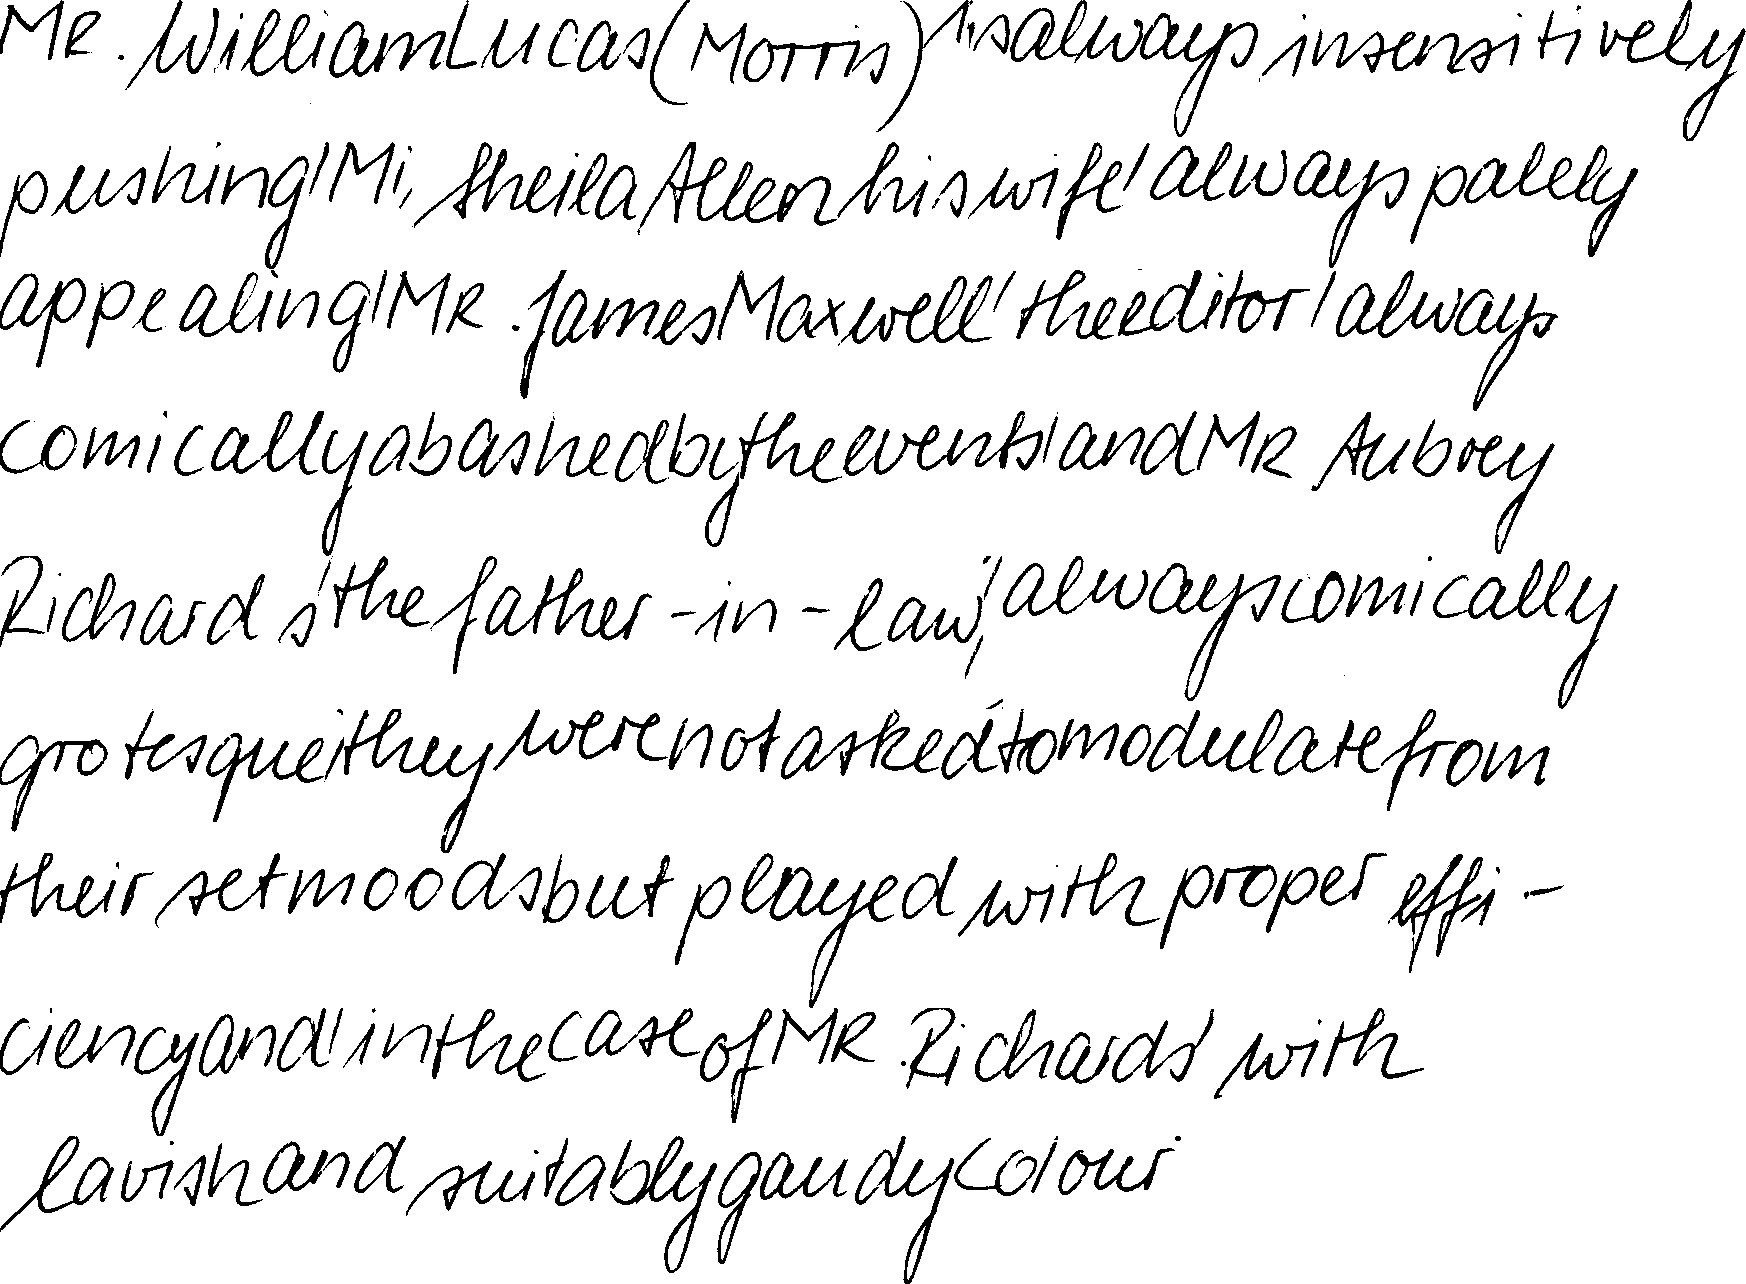 Mr. William Lucas (Morris) is always insensitively
pushing, Mi, Sheila Allen his wife, always palely
appealing, Mr. James Maxwell, the editor, always
comically abashed by the events, and Mr. Aubrey
Richards, the father-in-law, always comically
grotesque, they were not asked to modulate from
their set moods but played with proper effi-
ciency and, in the case of Mr. Richards, with
lavish and suitably gaudy colour